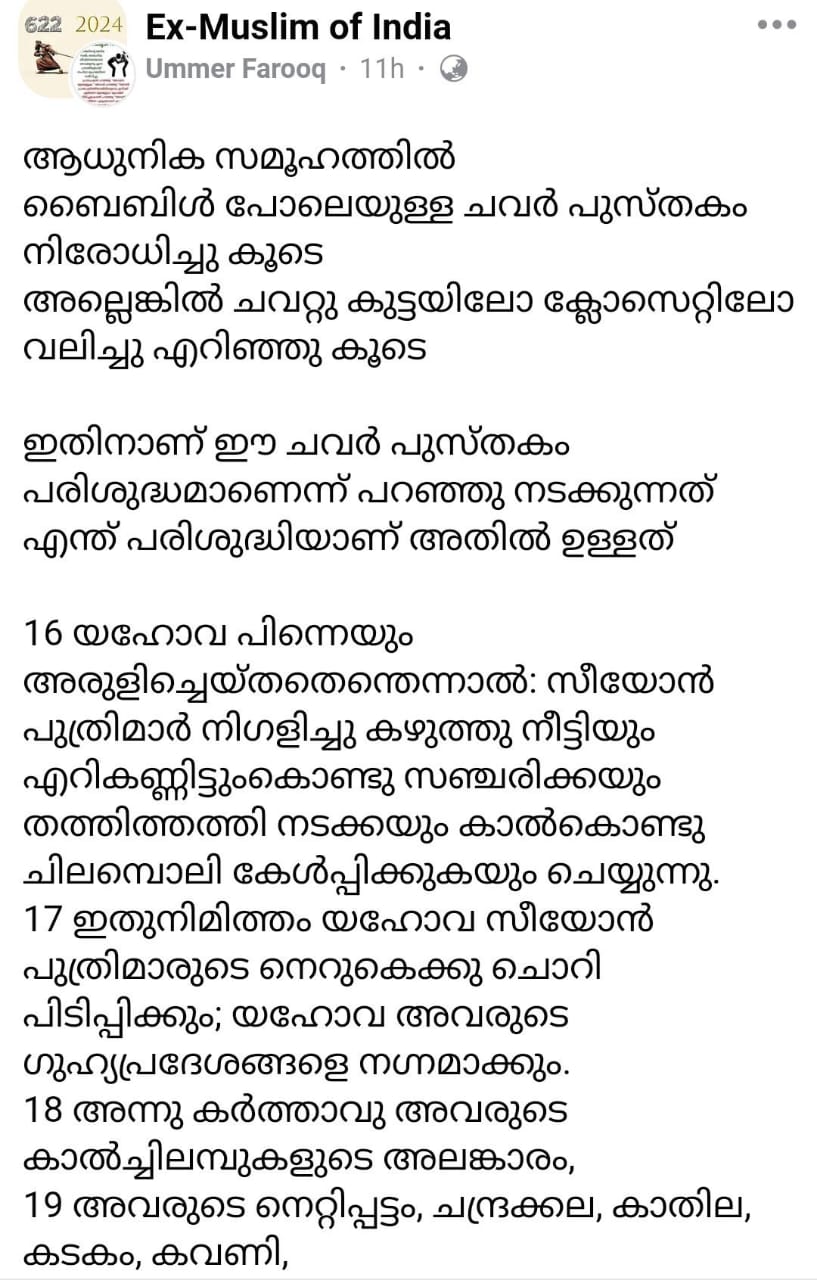 622 2024
Ex-Muslim of India
Ummer Farooq · 11h ·
ആധുനിക സമൂഹത്തിൽ
ബൈബിൾ പോലെയുള്ള ചവർ പുസ്തകം
നിരോധിച്ചു കൂടെ
അല്ലെങ്കിൽ ചവറ്റു കുട്ടയിലോ ക്ലോസെറ്റിലോ
വലിച്ചു എറിഞ്ഞു കൂടെ
ഇതിനാണ് ഈ ചവർ പുസ്തകം
പരിശുദ്ധമാണെന്ന് പറഞ്ഞു നടക്കുന്നത്
എന്ത് പരിശുദ്ധിയാണ് അതിൽ ഉള്ളത്
16 യഹോവ പിന്നെയും
അരുളിച്ചെയ്തതെന്തെന്നാൽ: സീയോൻ
പുത്രിമാർ നിഗളിച്ചു കഴുത്തു നീട്ടിയും
എറികണ്ണിട്ടുംകൊണ്ടു സഞ്ചരിക്കയും
തത്തിത്തത്തി നടക്കയും കാൽകൊണ്ടു
ചിലമ്പൊലി കേൾപ്പിക്കുകയും ചെയ്യുന്നു.
17 ഇതുനിമിത്തം യഹോവ സീയോൻ
പുത്രിമാരുടെ നെറുകെക്കു ചൊറി
പിടിപ്പിക്കും; യഹോവ അവരുടെ
ഗുഹ്യപ്രദേശങ്ങളെ നഗ്നമാക്കും.
18 അന്നു കർത്താവു അവരുടെ
കാൽച്ചിലമ്പുകളുടെ അലങ്കാരം,
19 അവരുടെ നെറ്റിപ്പട്ടം, ചന്ദ്രക്കല, കാതില,
കടകം, കവണി,